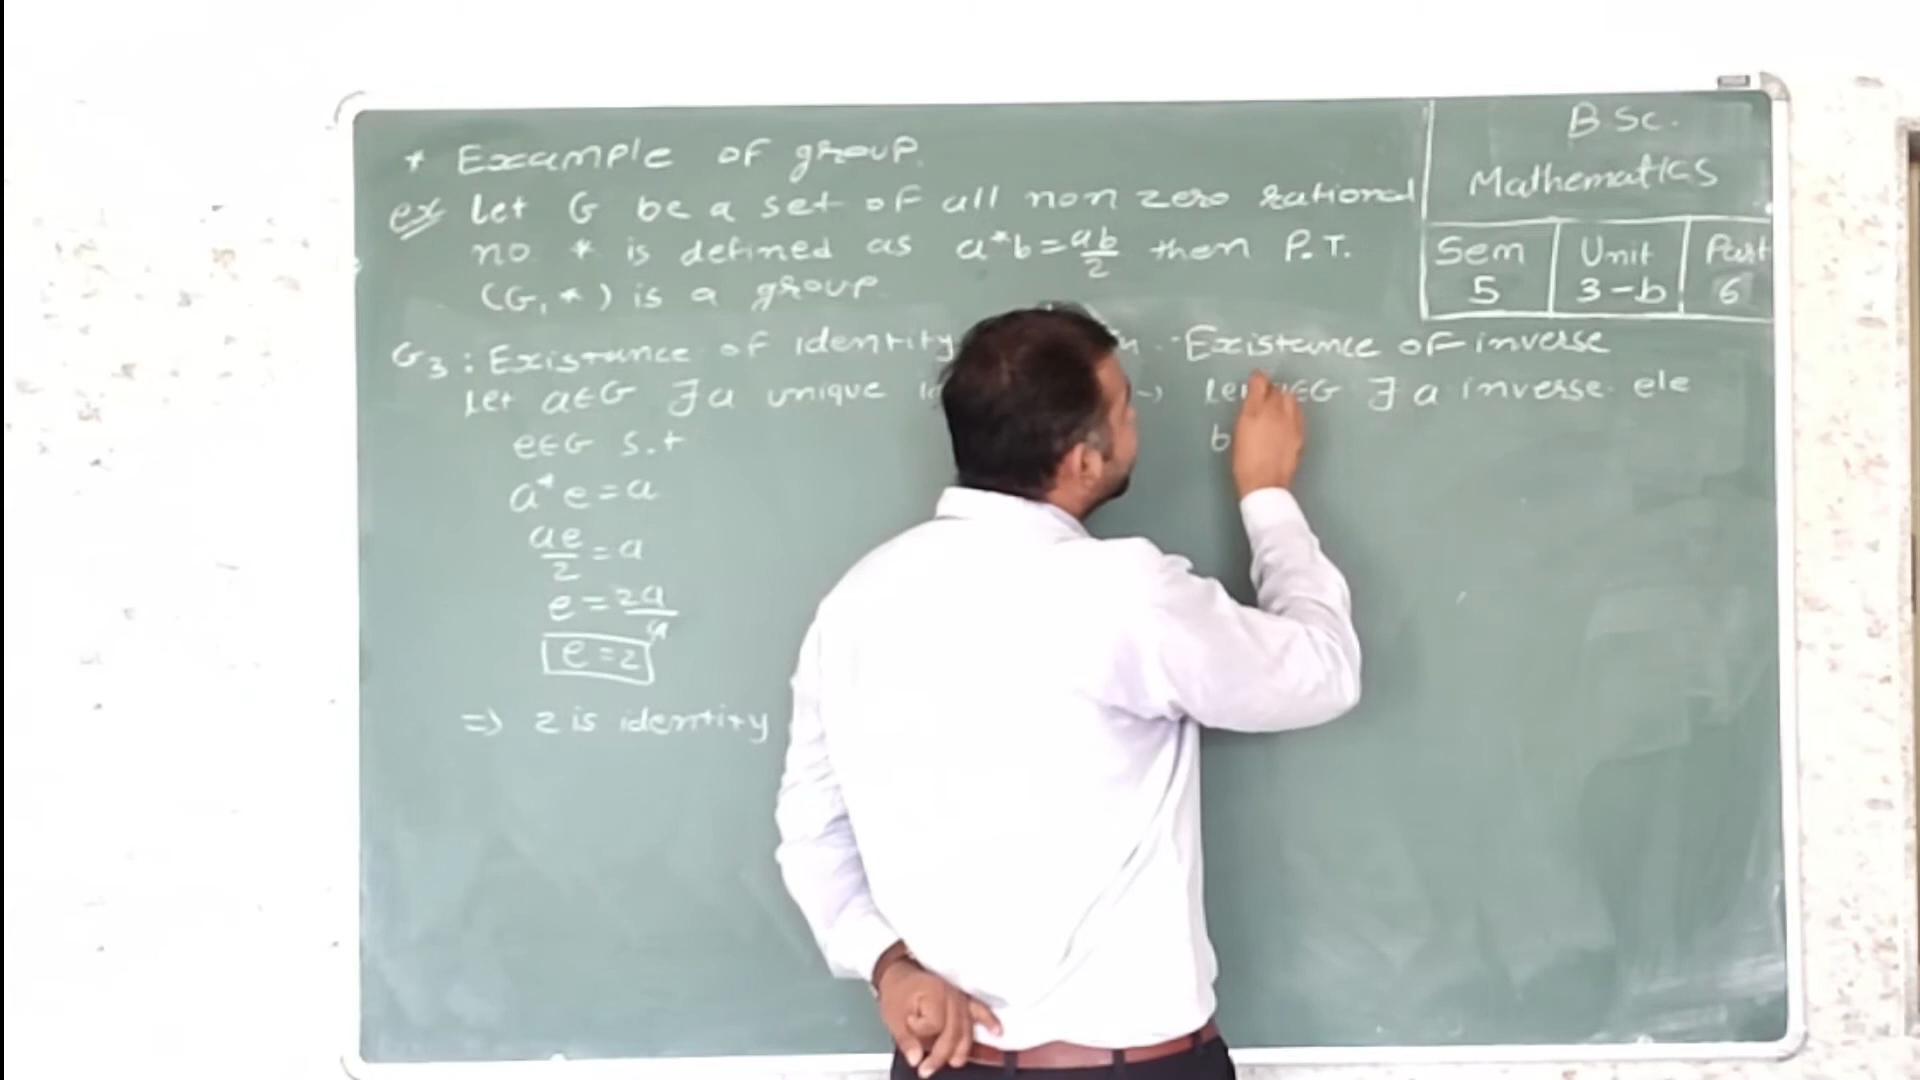 * Example of group.
ex Let G be a set of all non zero rational
no * is defined as a*b = ab/2 then P.T.
(G, *) is a group
B.Sc.
Mathematics
Sem Unit Part
5 3-b 6
G3 : Existance of identity
Let a∈G ∃ a unique
e∈G s.t
a*e = a
ae/2 = a
e = 2a/a
e = 2
=> 2 is identity
Existance of inverse
Let a∈G ∃ a inverse ele
b